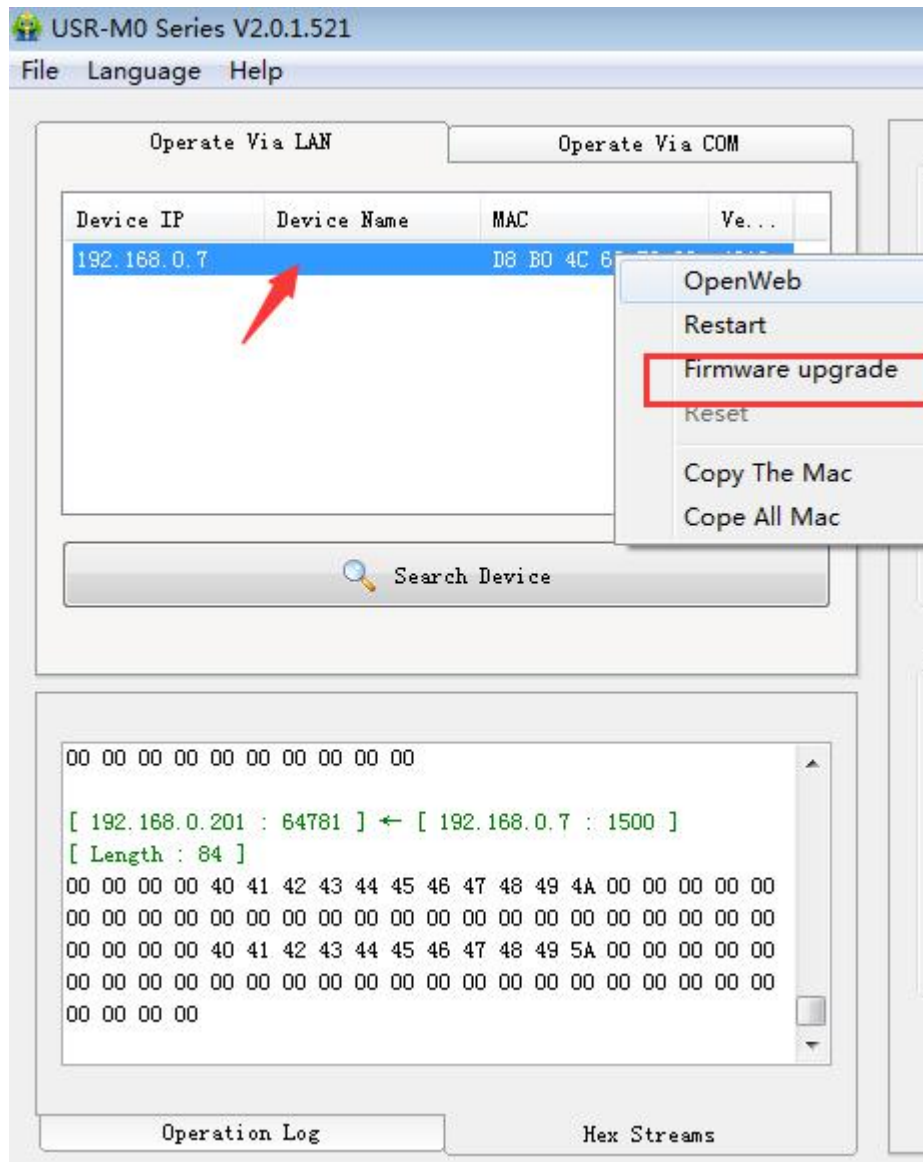 USR-M0 Series V2.0.1.521
File Language Help
Operate Via LAN Operate Via COM
Device IP Device Name MAC Ve...
192.168.0.7 D8 B0 4C
OpenWeb
Restart
Firmware upgrade
Reset
Copy The Mac
Cope All Mac
Search Device
00 00 00 00 00 00 00 00 00 00
[ 192.168.0.201 : 64781 ] ← [ 192.168.0.7 : 1500 ]
[ Length : 84 ]
00 00 00 00 40 41 42 43 44 45 46 47 48 49 4A 00 00 00 00 00
00 00 00 00 00 00 00 00 00 00 00 00 00 00 00 00 00 00 00 00
00 00 00 00 40 41 42 43 44 45 46 47 48 49 5A 00 00 00 00 00
00 00 00 00 00 00 00 00 00 00 00 00 00 00 00 00 00 00 00 00
00 00 00 00
Operation Log Hex Streams